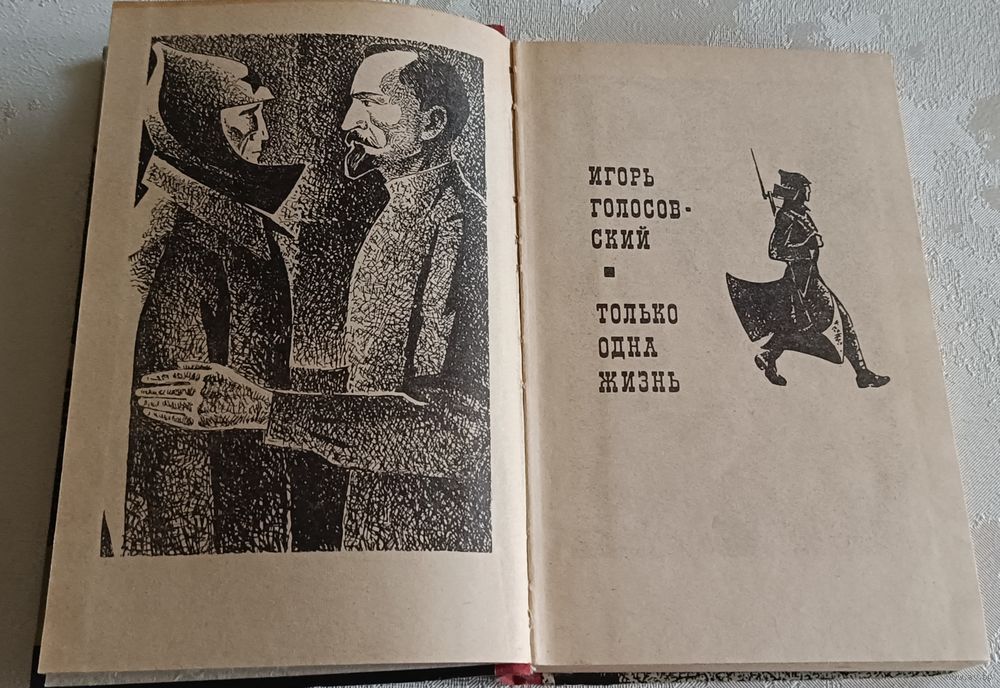 ИГОРЬ
ГОЛОСОВ-
СКИЙ
ТОЛЬКО
ОДНА
ЖИЗНЬ